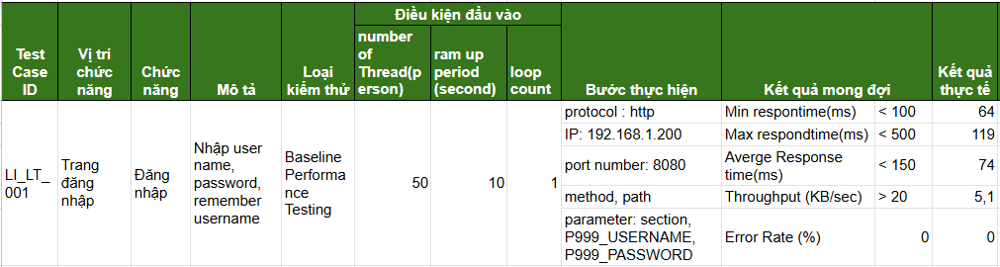 Điều kiện đầu vào
Test Case ID
Vị trí chức năng
Chức năng
Mô tả
Loại kiểm thử
number of Thread(person)
ram up period (second)
loop count
Bước thực hiện
Kết quả mong đợi
Kết quả thực tế
LI_LT_001
Trang đăng nhập
Đăng nhập
Nhập user name, password, remember username
Baseline Performance Testing
50
10
1
protocol : http
Min respontime(ms)
< 100
64
IP: 192.168.1.200
Max respondtime(ms)
< 500
119
port number: 8080
Averge Response time(ms)
< 150
74
method, path
Throughput (KB/sec)
> 20
5,1
parameter: section, P999_USERNAME, P999_PASSWORD
Error Rate (%)
0
0